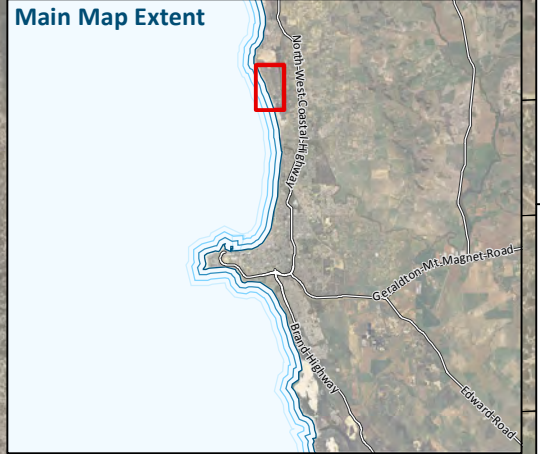 Main Map Extent
North-West-Coastal-Highway
Geraldton-Mt.-Magnet-Road
Brand-Highway
Edward-Road